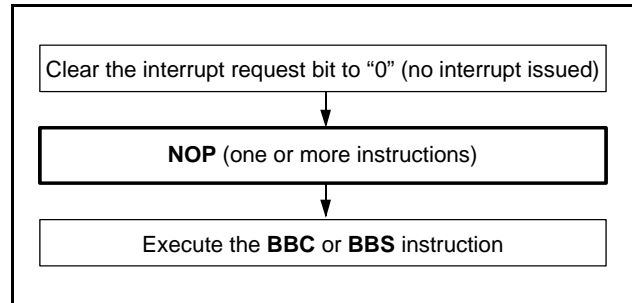 Clear the interrupt request bit to “0” (no interrupt issued)
NOP (one or more instructions)
Execute the BBC or BBS instruction